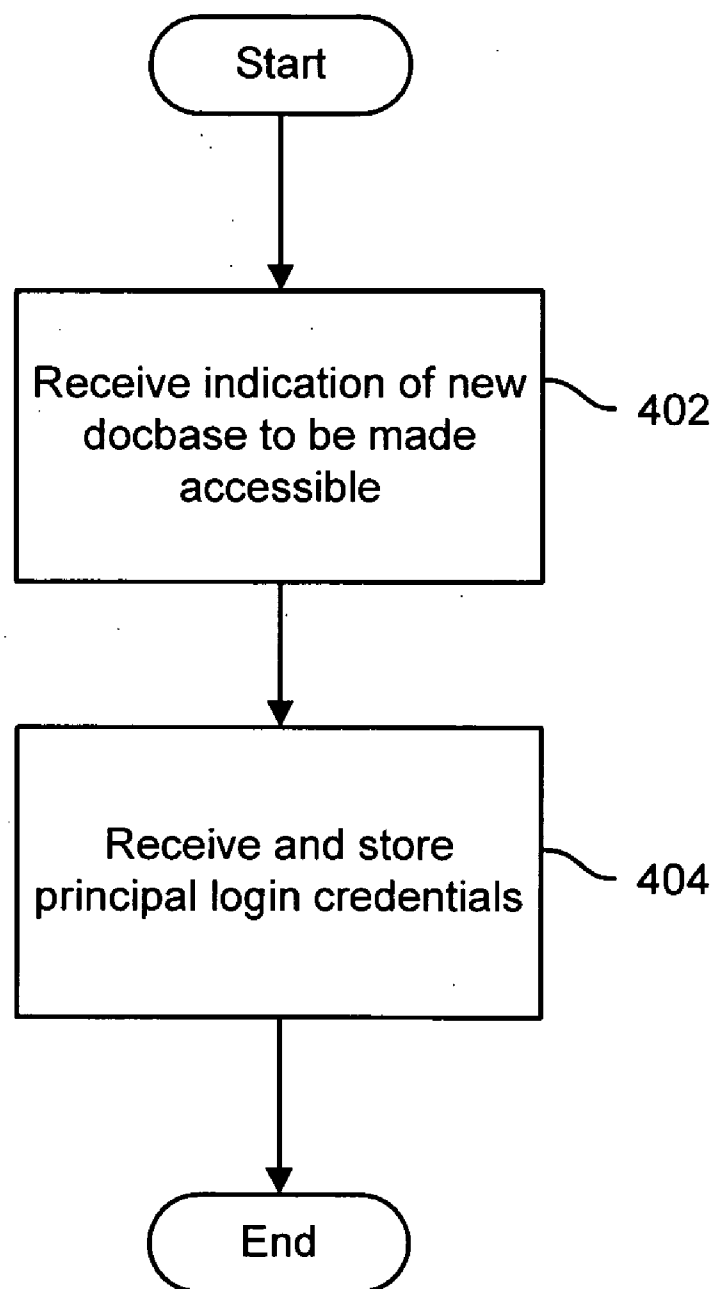 Start
Receive indication of new
docbase to be made
accessible
402
Receive and store
principal login credentials
404
End